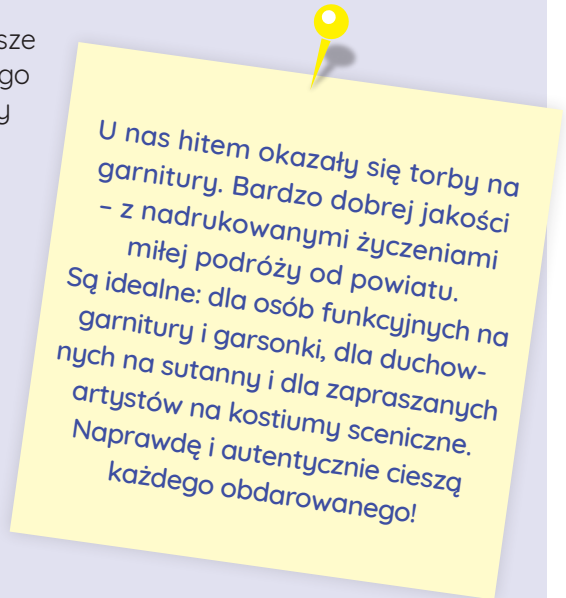 sze
go
y
U nas hitem okazały się torby na
garnitury. Bardzo dobrej jakości
– z nadrukowanymi życzeniami
miłej podróży od powiatu.
Są idealne: dla osób funkcyjnych na
garnitury i garsonki, dla duchow-
nych na sutanny i dla zapraszanych
artystów na kostiumy sceniczne.
Naprawdę i autentycznie cieszą
każdego obdarowanego!